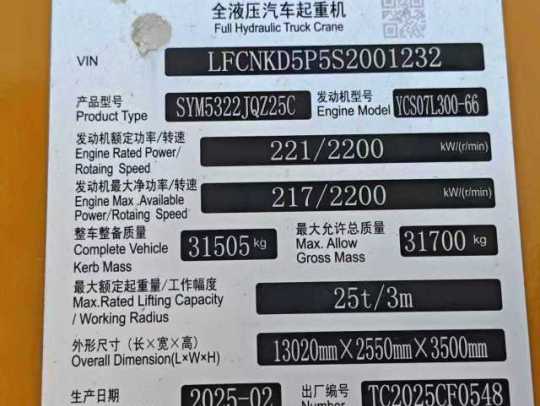 全液压汽车起重机
Full Hydraulic Truck Crane
VIN LFCNKD5P5S2001232
产品型号 SYM5322JQZ25C 发动机型号 YCS07L300-66
Product Type Engine Model
发动机额定功率/转速 221/2200 kW/(r/min)
Engine Rated Power/
Rotaing Speed
发动机最大净功率/转速 217/2200 kW/(r/min)
Engine Max .Available
Power/Rotaing Speed
整车整备质量 31505 kg 最大允许总质量 31700 kg
Complete Vehicle Max. Allow
Kerb Mass Gross Mass
最大额定起重量/工作幅度 25t/3m
Max.Rated Lifting Capacity
/ Working Radius
外形尺寸（长×宽×高） 13020mm×2550mm×3500mm
Overall Dimension(L×W×H)
生产日期 2025-02 出厂编号 TC2025CF0548
Number